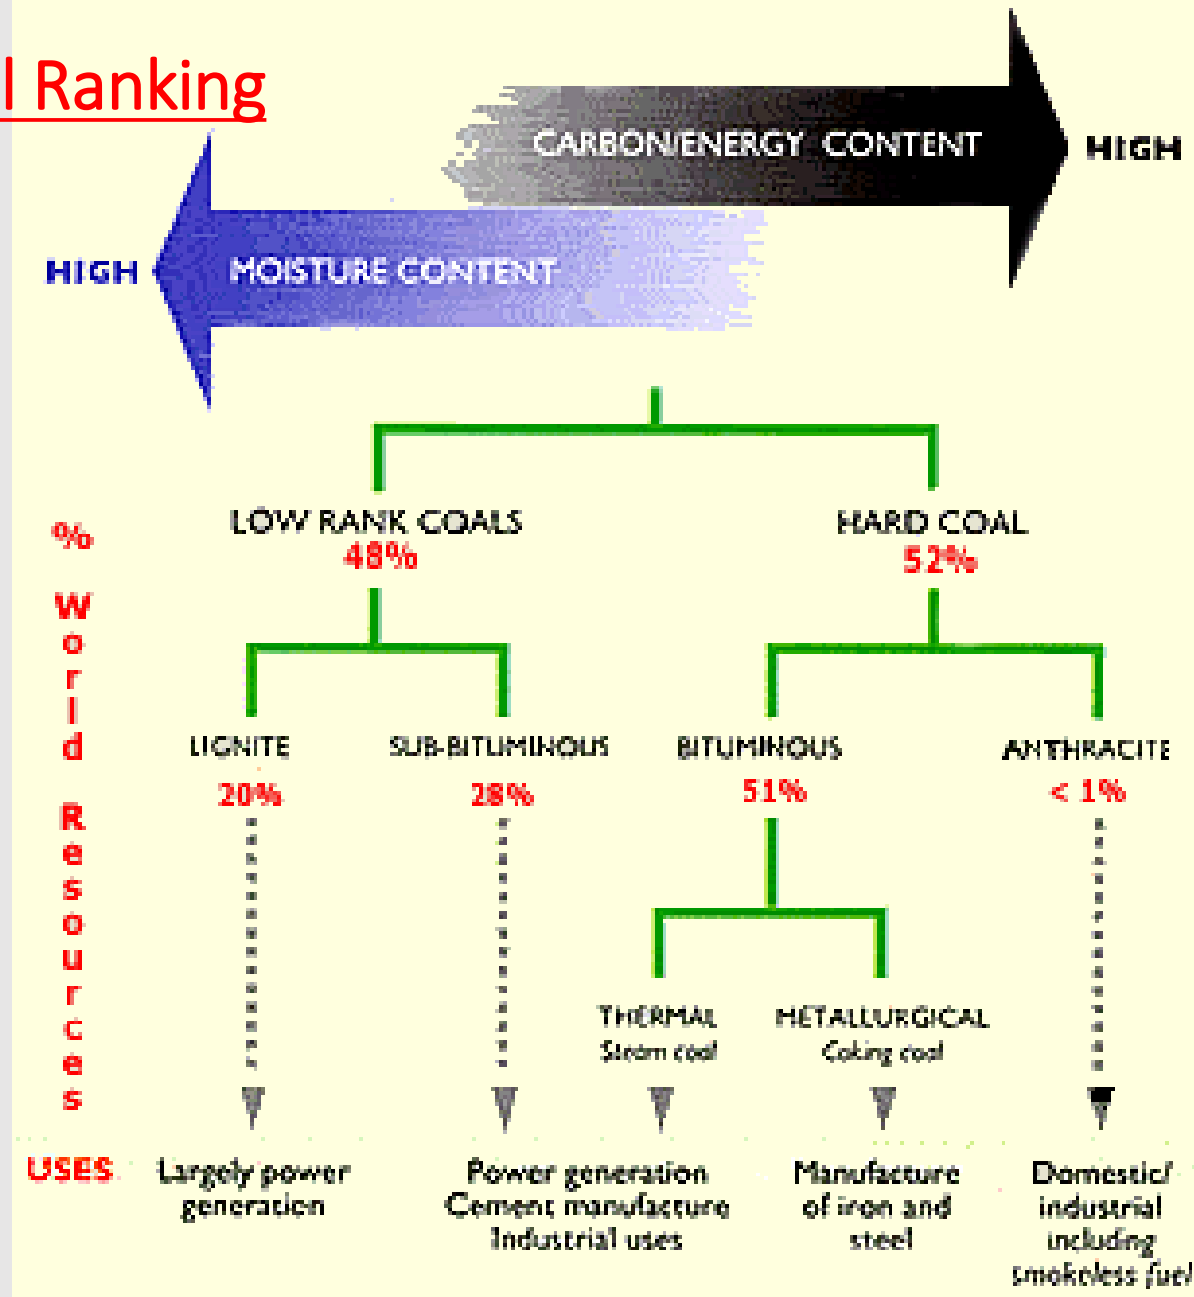 l Ranking
CARBON/ENERGY CONTENT
HIGH
HIGH
MOISTURE CONTENT
LOW RANK COALS
48%
HARD COAL
52%
% World Resources
LIGNITE
20%
SUB-BITUMINOUS
28%
BITUMINOUS
51%
ANTHRACITE
< 1%
THERMAL
Steam coal
METALLURGICAL
Coking coal
USES
Largely power
generation
Power generation
Cement manufacture
Industrial uses
Manufacture
of iron and
steel
Domestic/
industrial
including
smokeless fuel